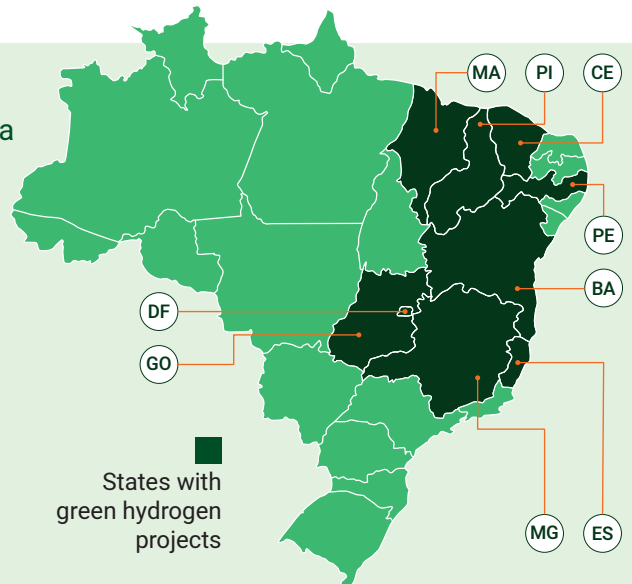 MA PI CE
a
PE
BA
DF
GO
States with
green hydrogen
projects
MG ES